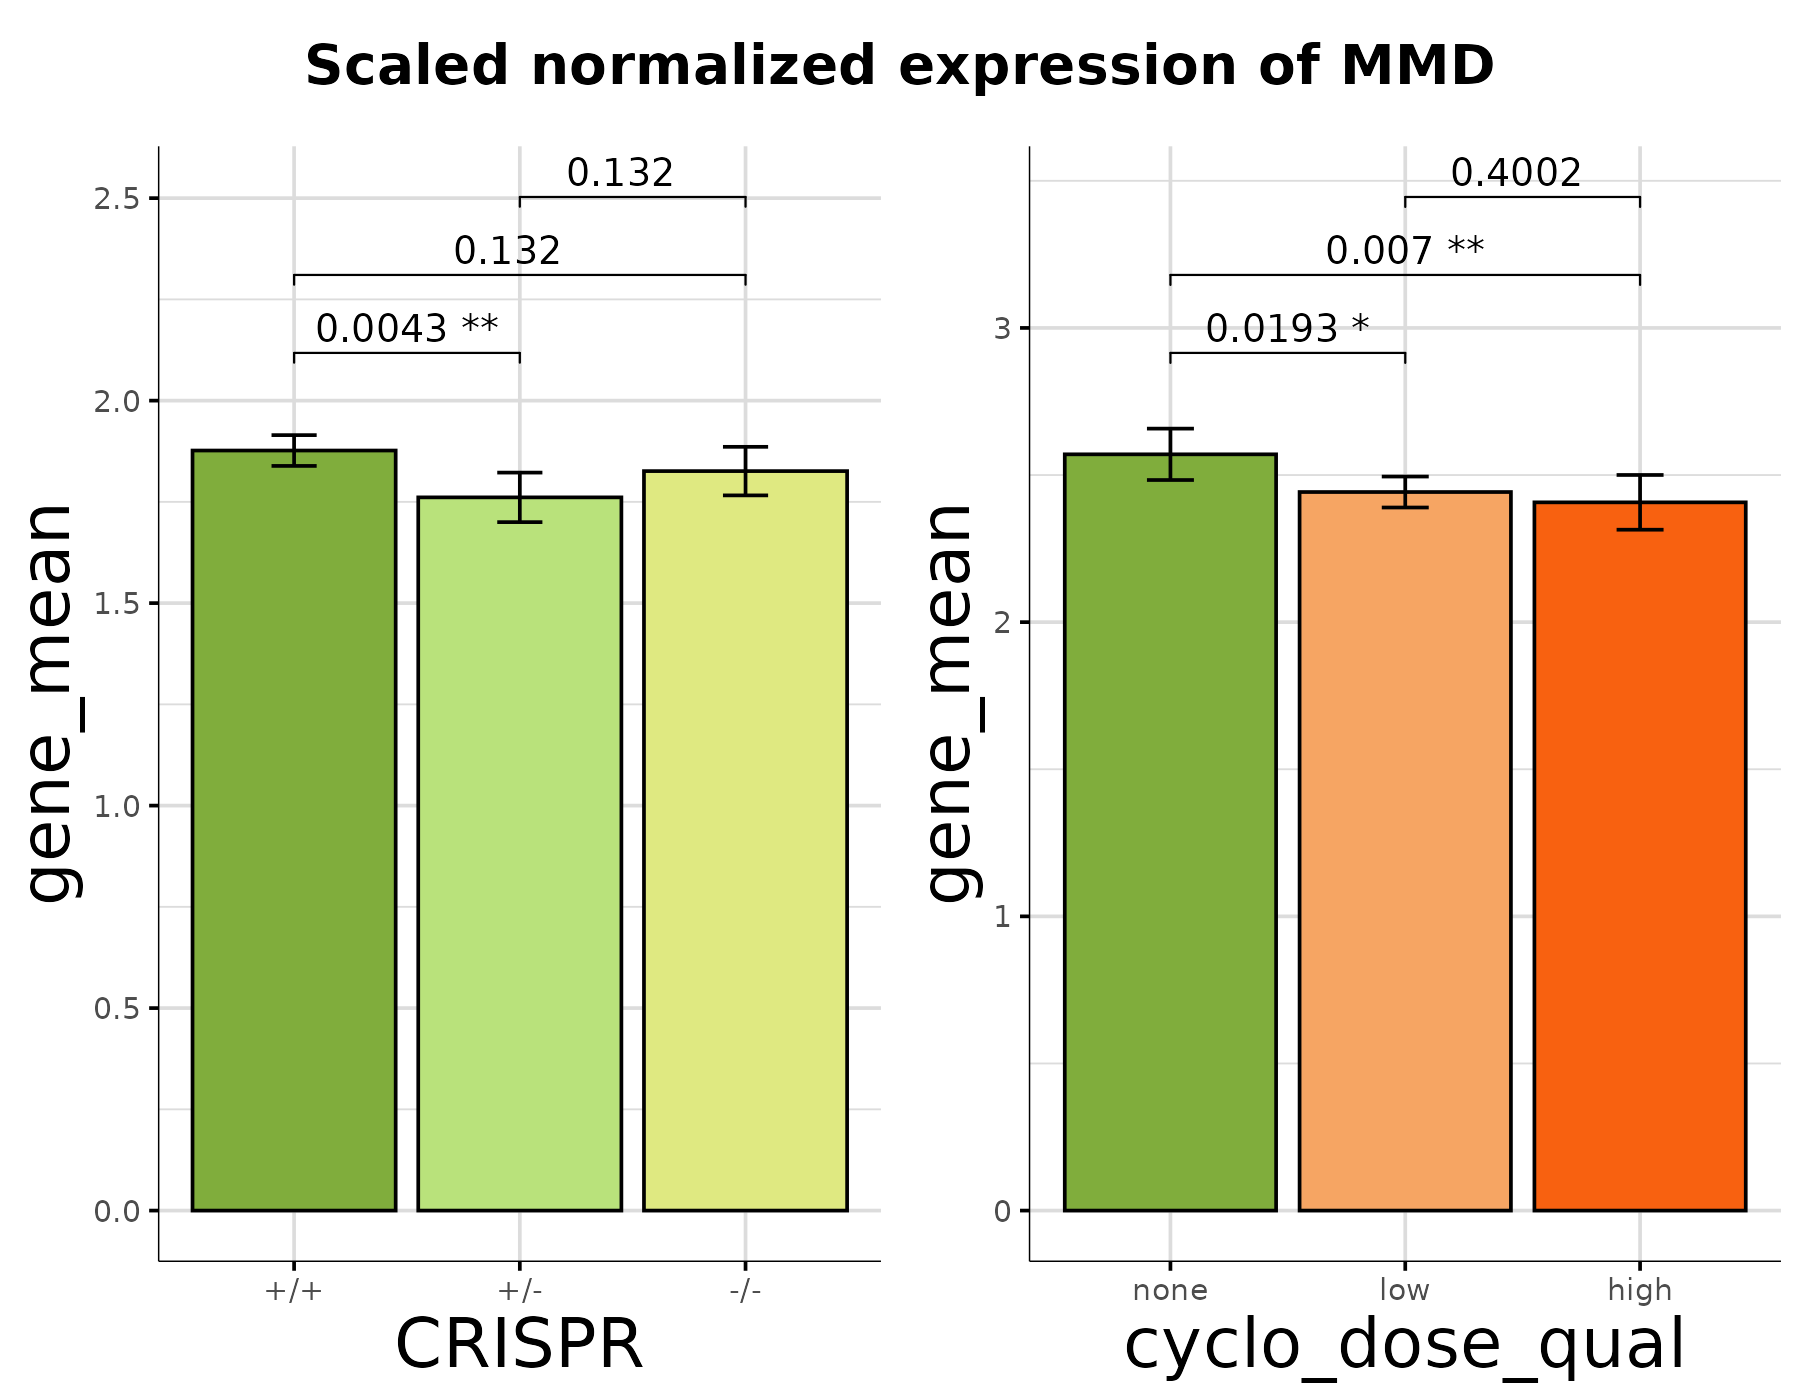 Scaled normalized expression of MMD
gene_mean
2.5
2.0
1.5
1.0
0.5
0.0
0.132
0.132
0.0043 **
+/+
+/-
-/-
CRISPR
gene_mean
3
2
1
0
0.4002
0.007 **
0.0193 *
none
low
high
cyclo_dose_qual